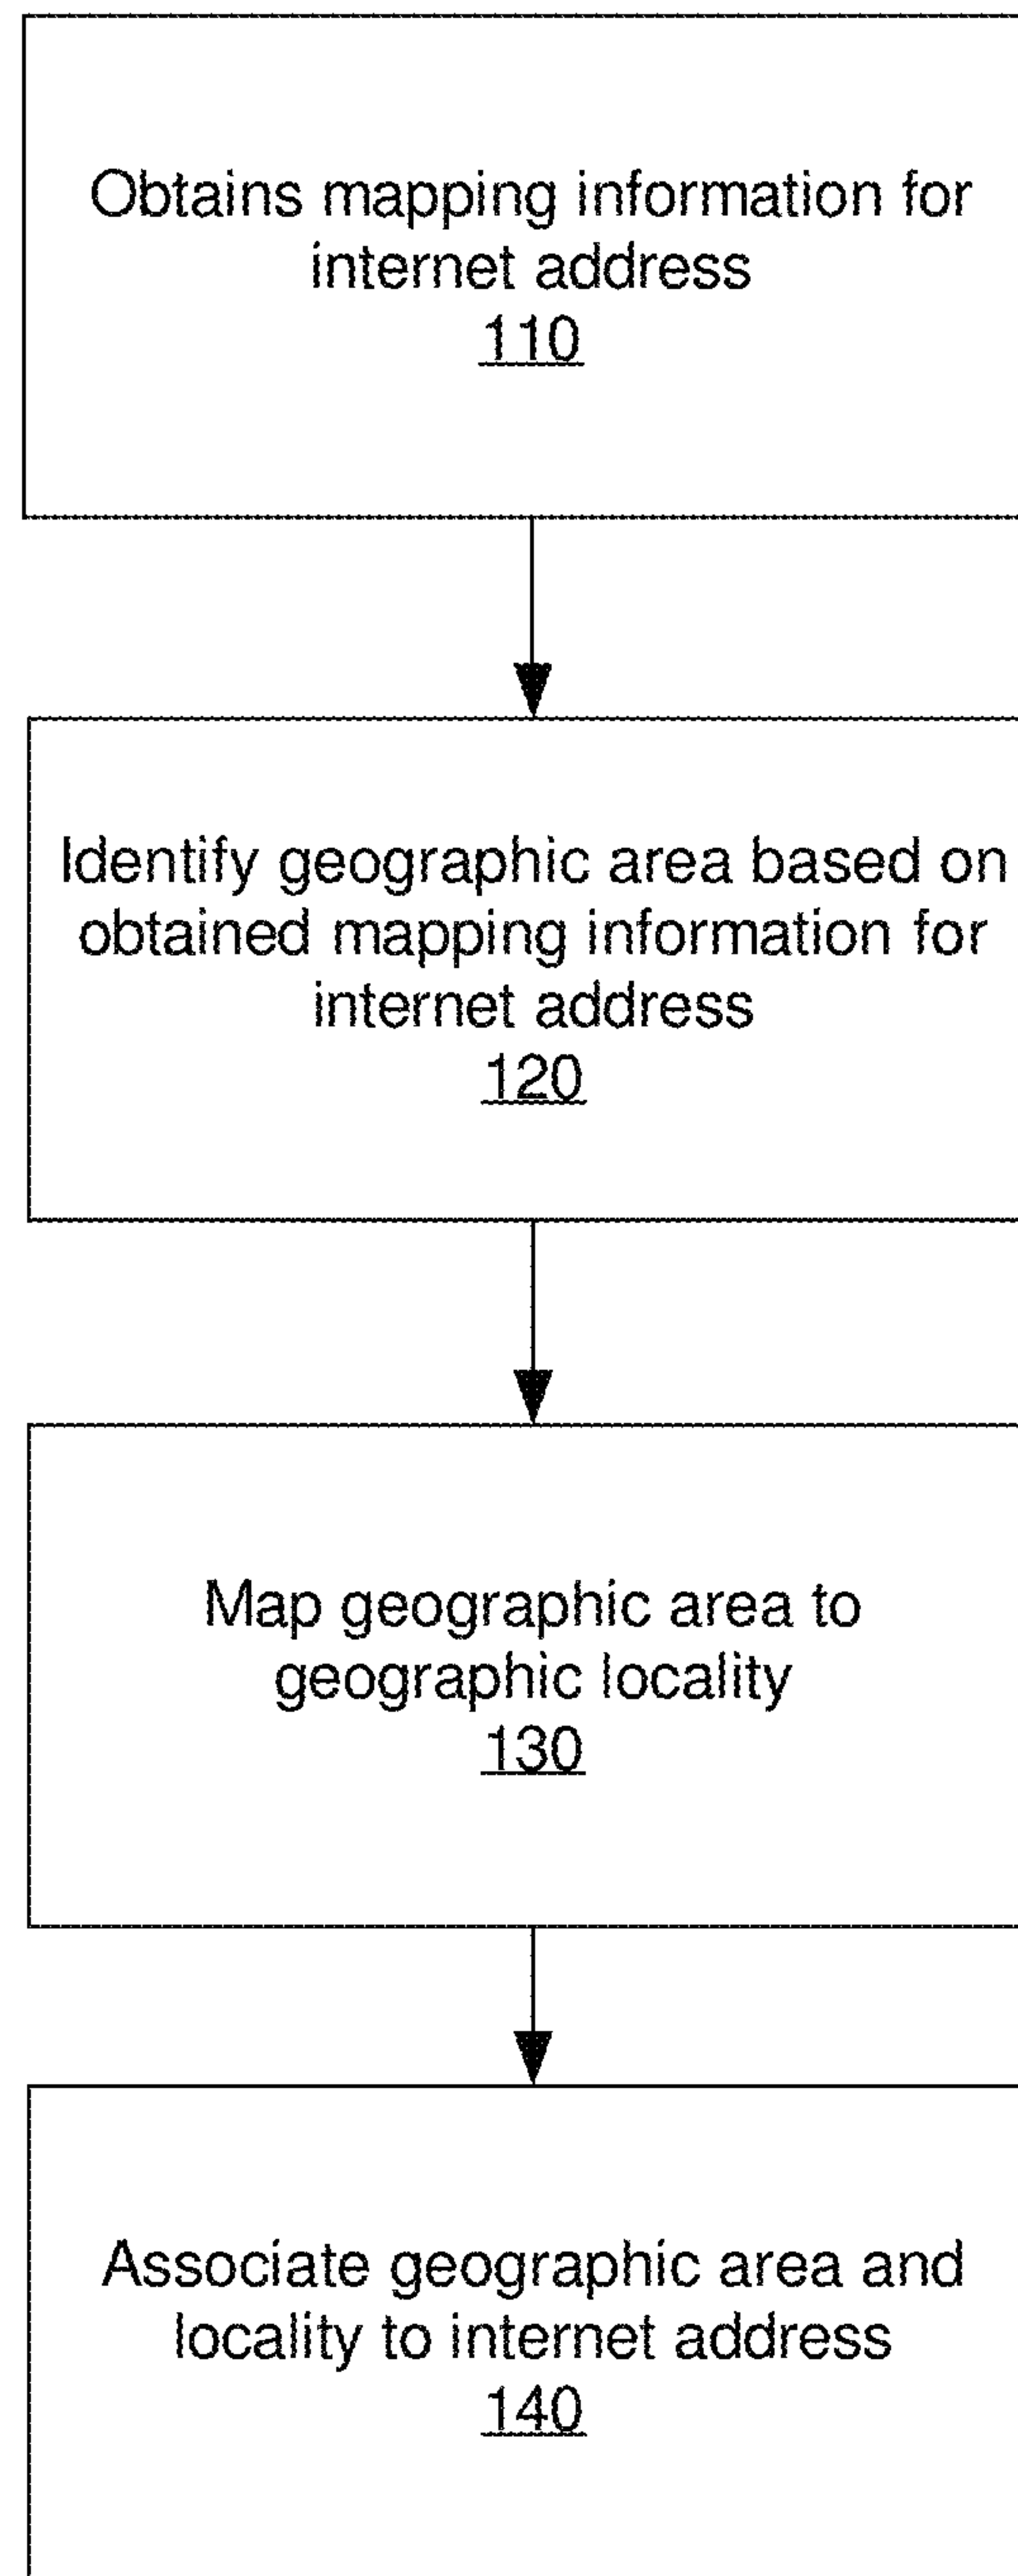 Obtains mapping information for
internet address
110
Identify geographic area based on
obtained mapping information for
internet address
120
Map geographic area to
geographic locality
130
Associate geographic area and
locality to internet address
140